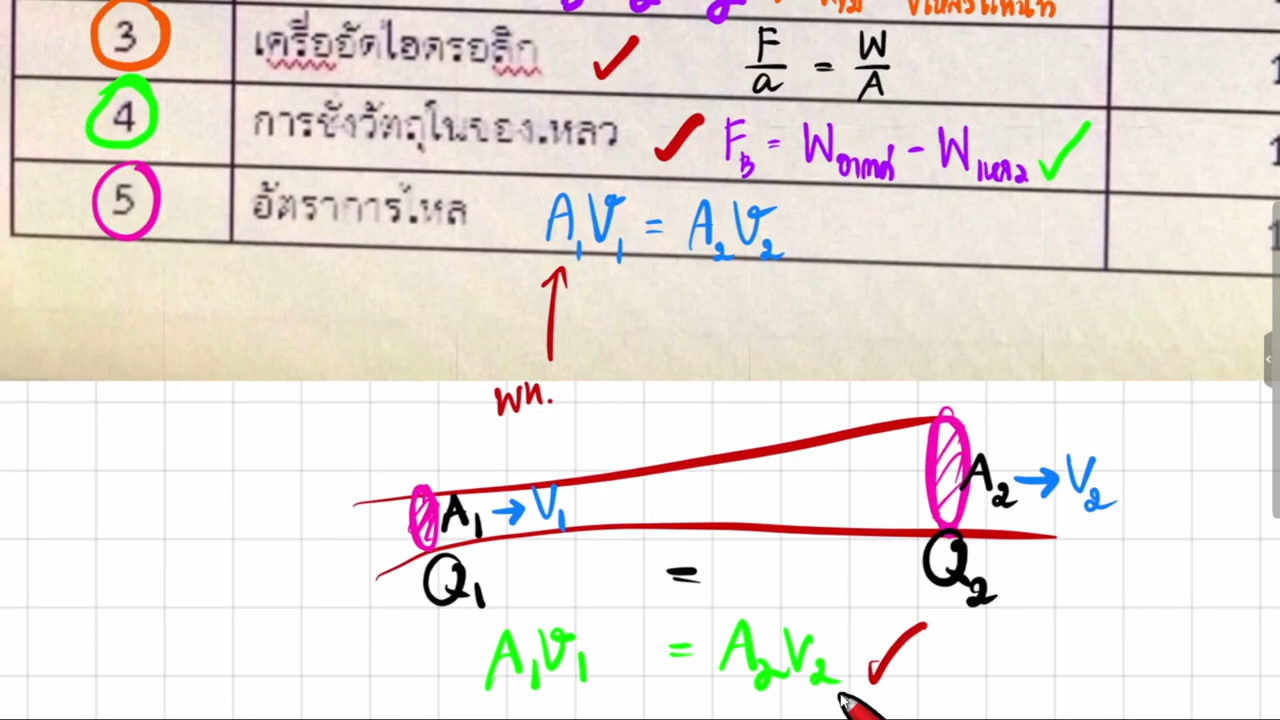 3 เครื่ออัดไฮดรอลิก F/a = W/A
4 การชั่งวัตถุในของเหลว F_B = W_อากาศ - W_เหลว
5 อัตราการไหล A₁V₁ = A₂V₂
พท.
A₁ → V₁ A₂ → V₂
Q₁ = Q₂
A₁V₁ = A₂V₂